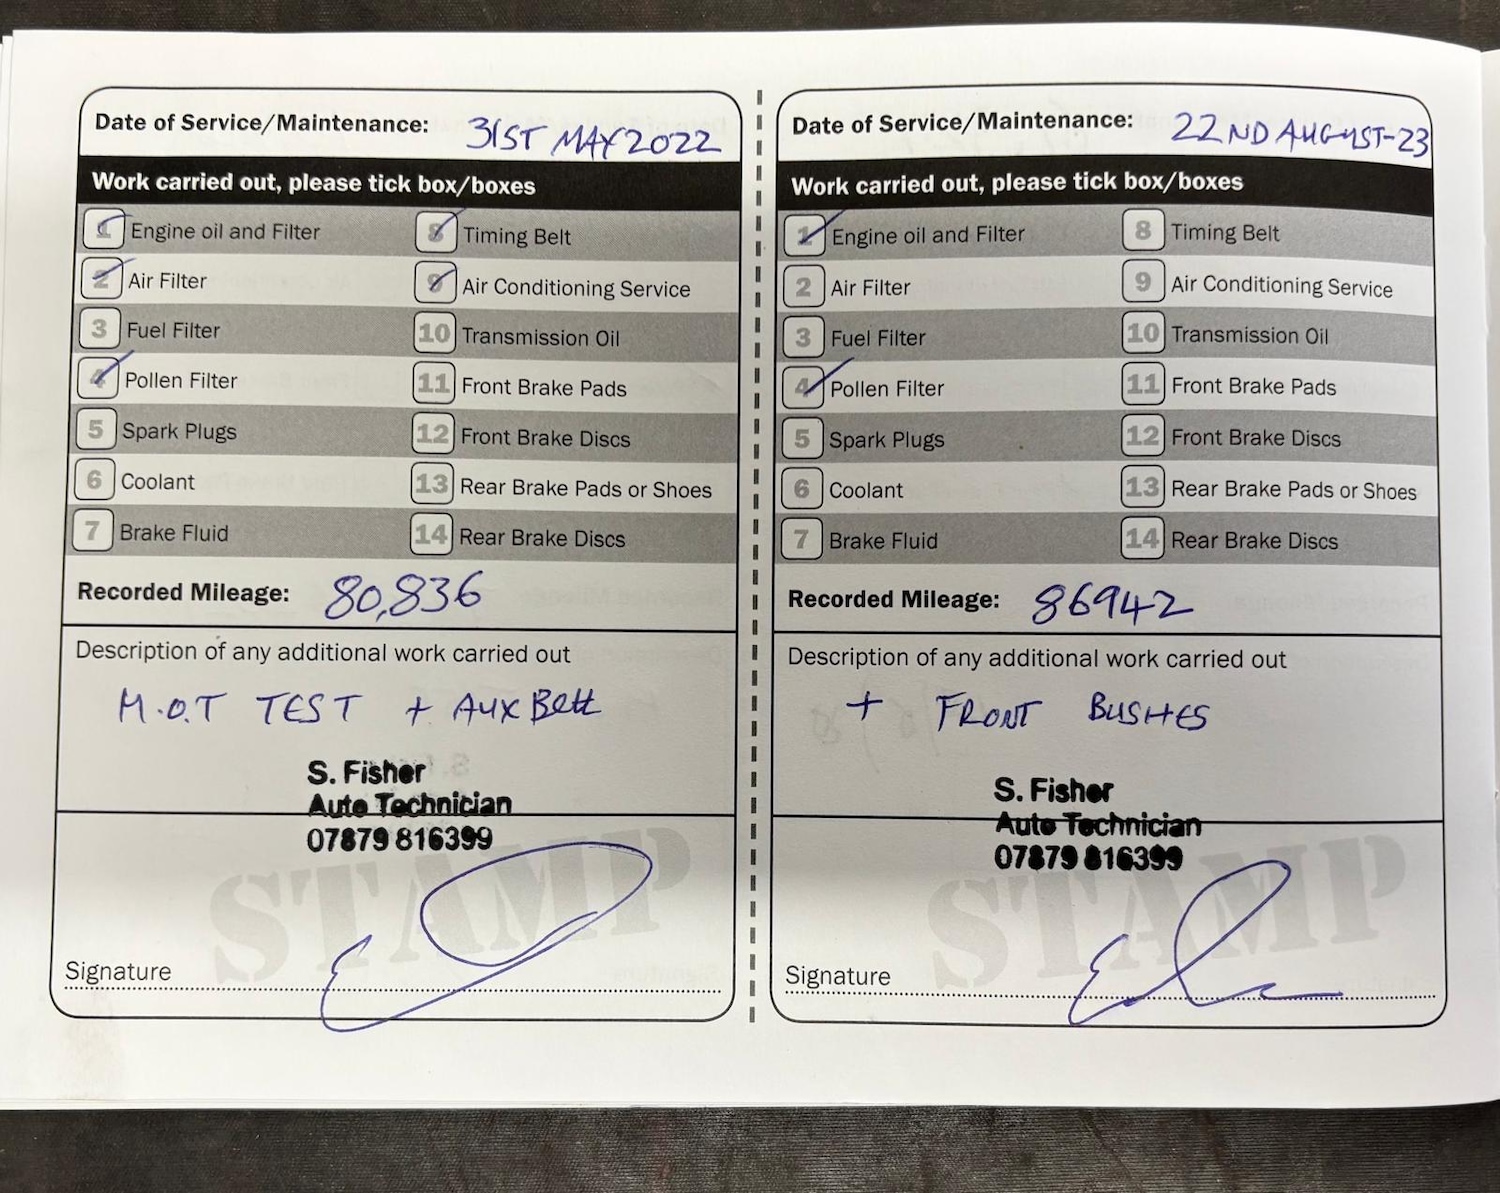 Date of Service/Maintenance: 31ST MAY 2022
Work carried out, please tick box/boxes
1 Engine oil and Filter
8 Timing Belt
2 Air Filter
9 Air Conditioning Service
3 Fuel Filter
10 Transmission Oil
4 Pollen Filter
11 Front Brake Pads
5 Spark Plugs
12 Front Brake Discs
6 Coolant
13 Rear Brake Pads or Shoes
7 Brake Fluid
14 Rear Brake Discs
Recorded Mileage: 80,836
Description of any additional work carried out
M.O.T TEST + AUX Belt
S. Fisher
Auto Technician
07879 816399
STAMP
Signature
Date of Service/Maintenance: 22ND AUGUST-23
Work carried out, please tick box/boxes
1 Engine oil and Filter
8 Timing Belt
2 Air Filter
9 Air Conditioning Service
3 Fuel Filter
10 Transmission Oil
4 Pollen Filter
11 Front Brake Pads
5 Spark Plugs
12 Front Brake Discs
6 Coolant
13 Rear Brake Pads or Shoes
7 Brake Fluid
14 Rear Brake Discs
Recorded Mileage: 86942
Description of any additional work carried out
+ FRONT BUSHES
S. Fisher
Auto Technician
07879 816399
STAMP
Signature